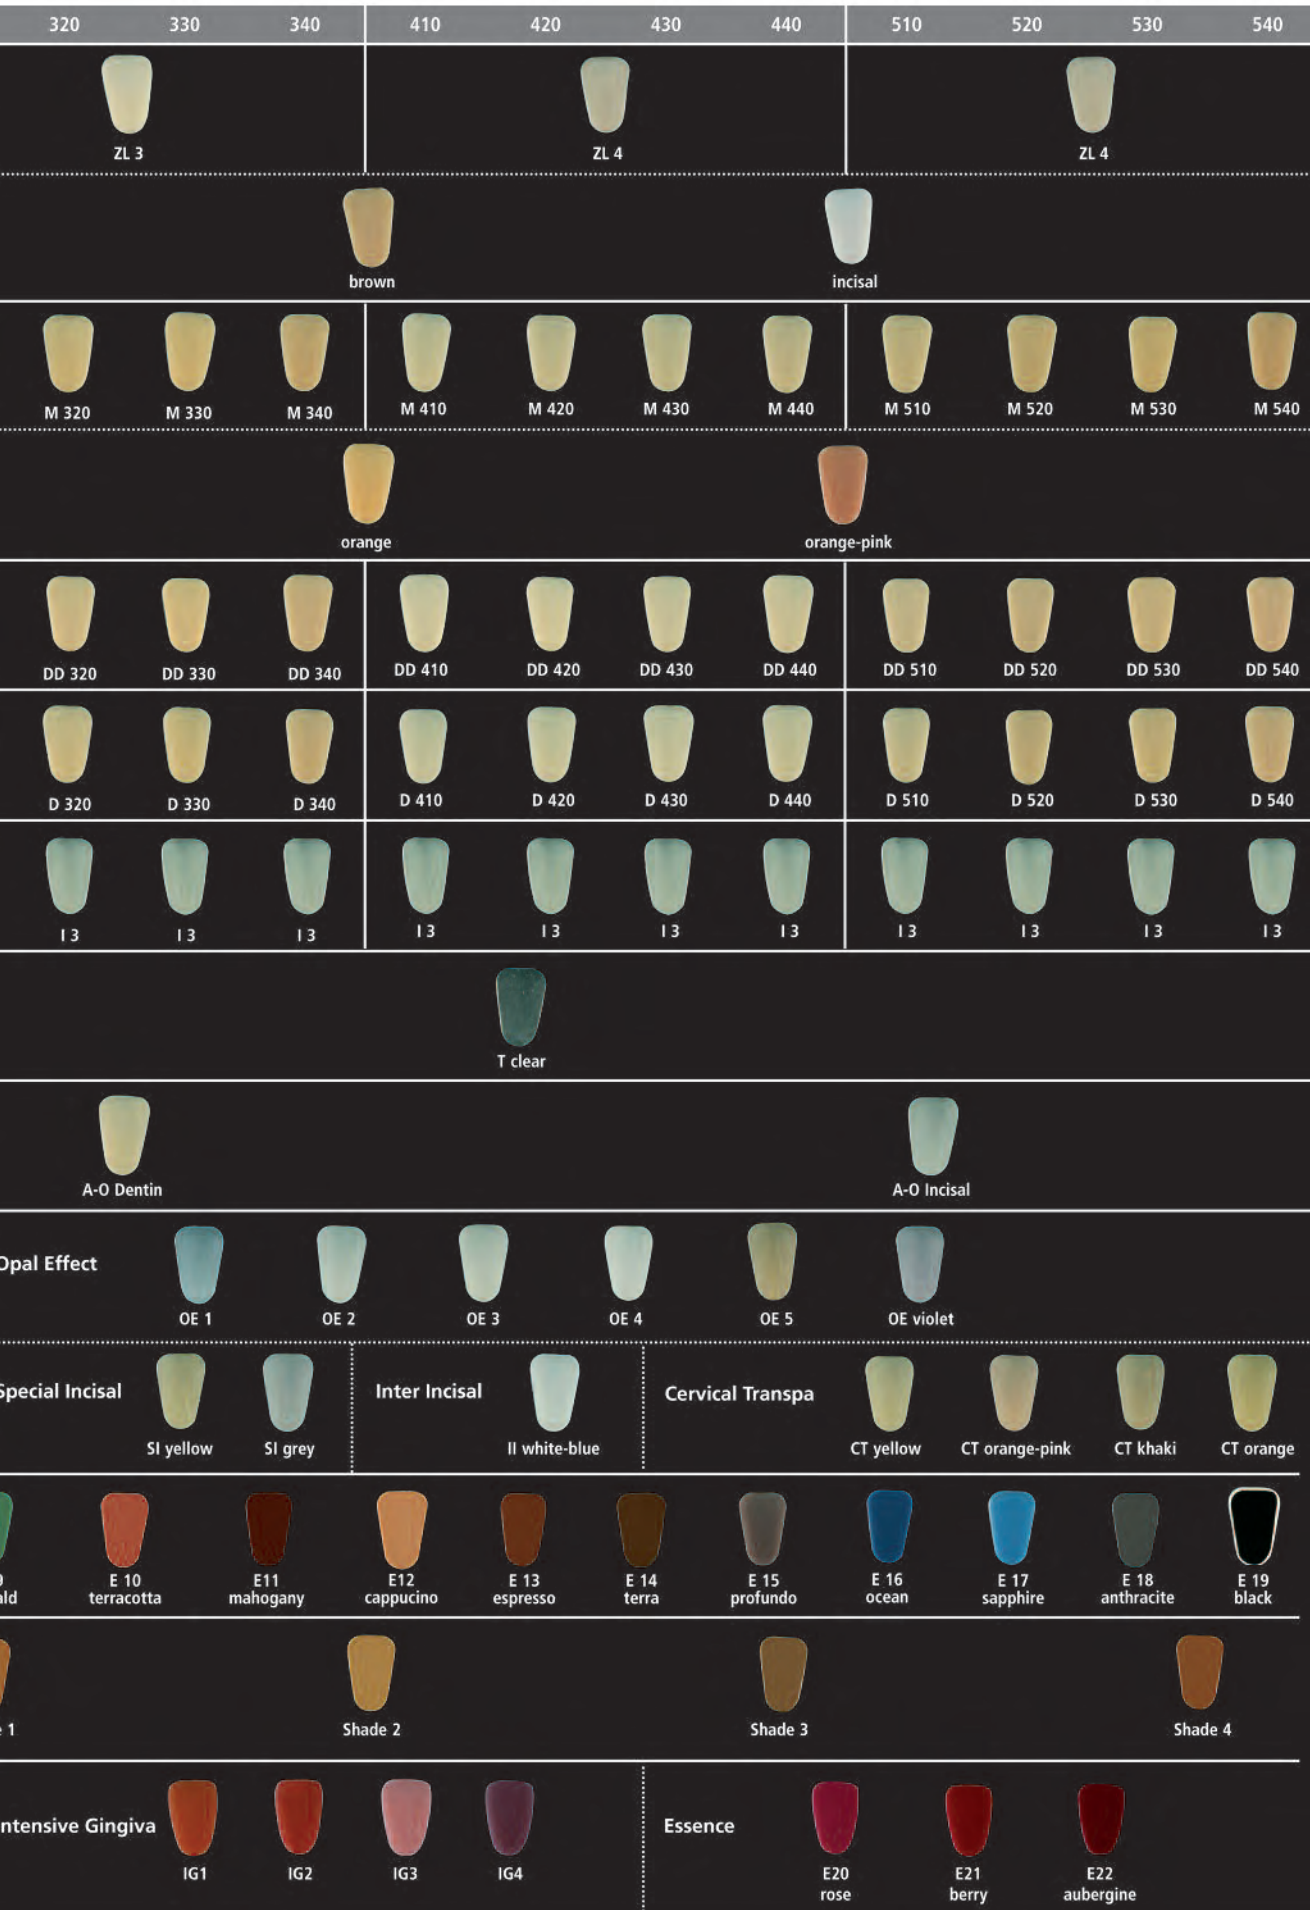 320 330 340 410 420 430 440 510 520 530 540
ZL 3 ZL 4 ZL 4
brown incisal
M 320 M 330 M 340 M 410 M 420 M 430 M 440 M 510 M 520 M 530 M 540
orange orange-pink
DD 320 DD 330 DD 340 DD 410 DD 420 DD 430 DD 440 DD 510 DD 520 DD 530 DD 540
D 320 D 330 D 340 D 410 D 420 D 430 D 440 D 510 D 520 D 530 D 540
I 3 I 3 I 3 I 3 I 3 I 3 I 3 I 3 I 3 I 3 I 3
T clear
A-O Dentin A-O Incisal
Opal Effect
OE 1 OE 2 OE 3 OE 4 OE 5 OE violet
Special Incisal
SI yellow SI grey
Inter Incisal
II white-blue
Cervical Transpa
CT yellow CT orange-pink CT khaki CT orange
E 10 E11 E12 E 13 E 14 E 15 E 16 E 17 E 18 E 19
ald terracotta mahogany cappucino espresso terra profundo ocean sapphire anthracite black
e 1 Shade 2 Shade 3 Shade 4
ntensive Gingiva
IG1 IG2 IG3 IG4
Essence
E20 E21 E22
rose berry aubergine